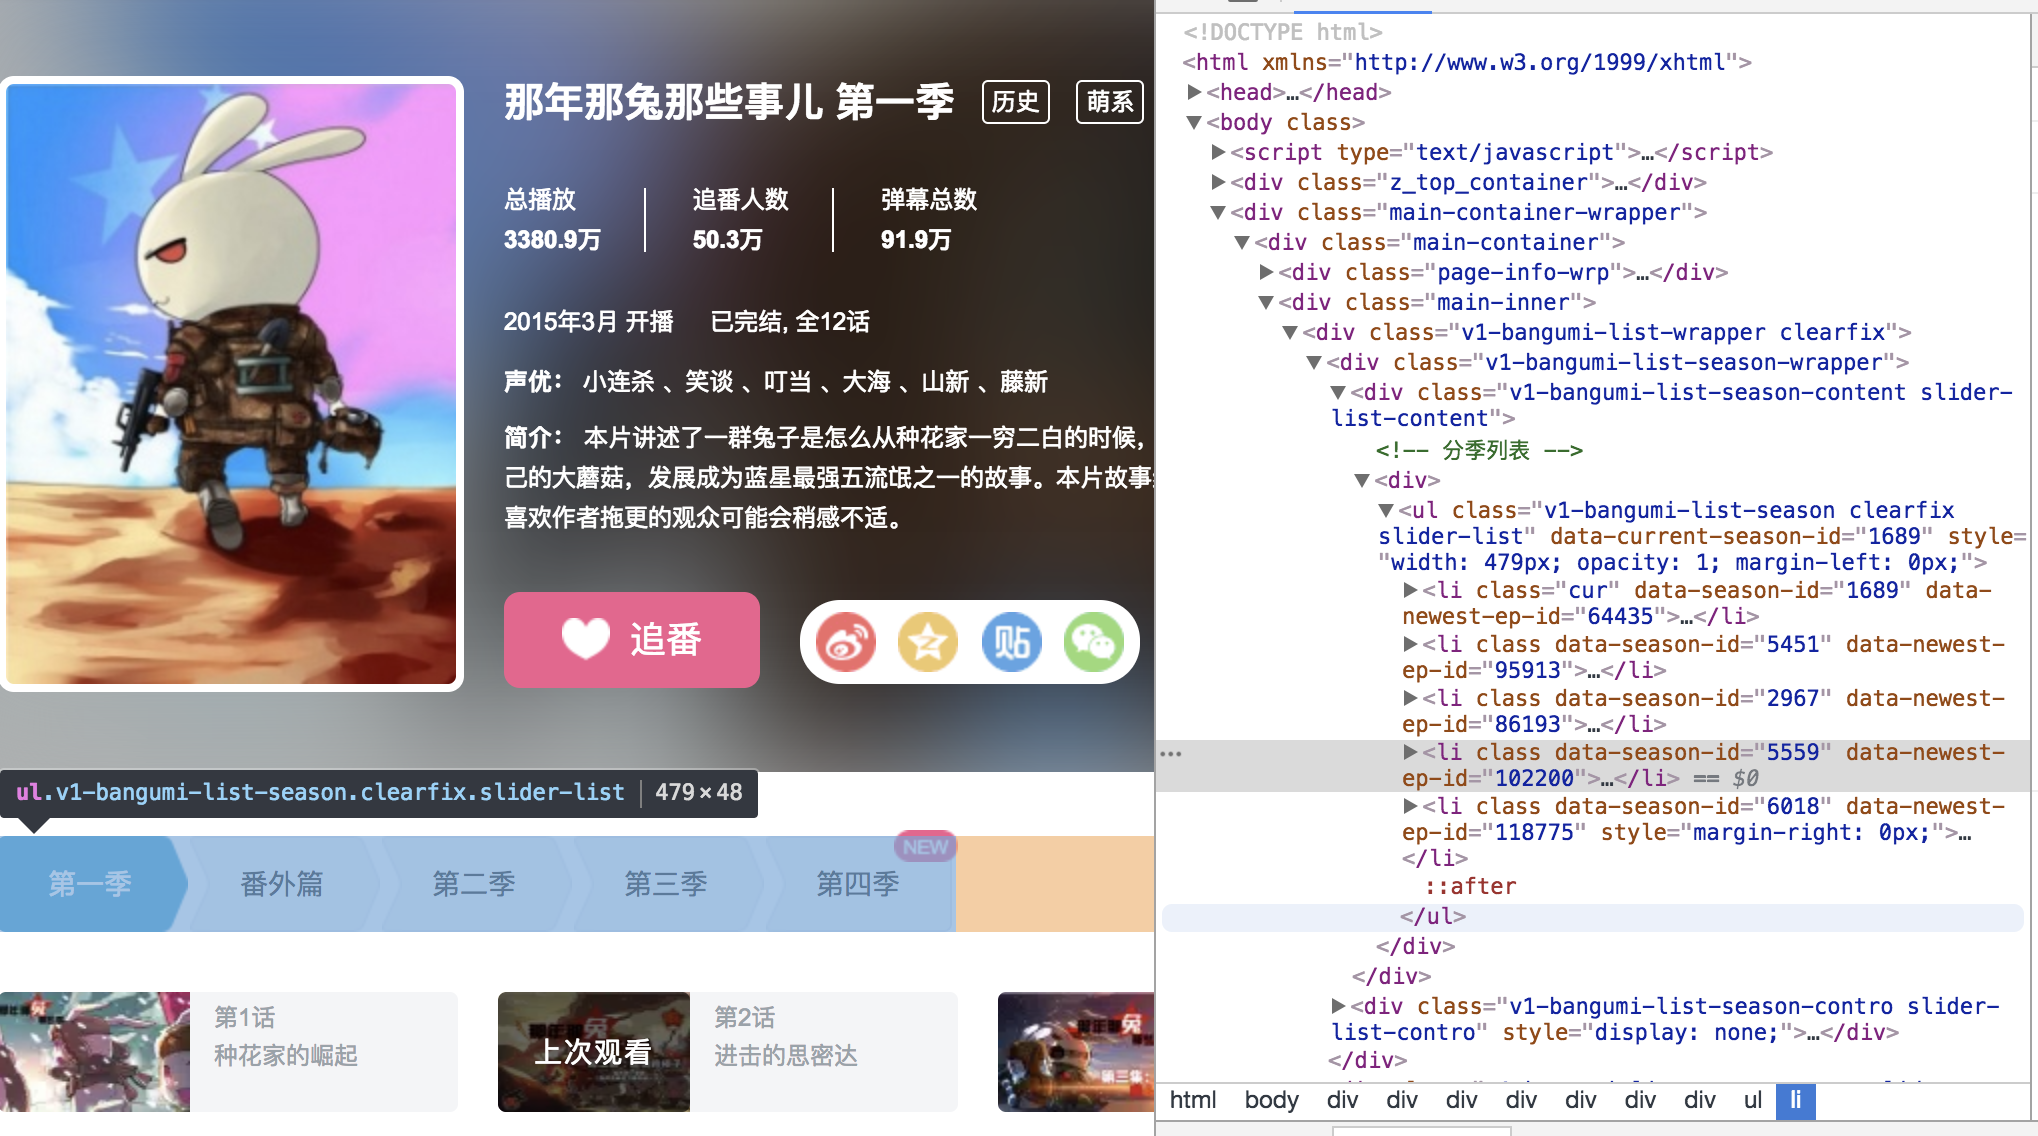 那年那兔那些事儿 第一季 历史 萌系
总播放 追番人数 弹幕总数
3380.9万 50.3万 91.9万
2015年3月 开播 已完结, 全12话
声优： 小连杀 、笑谈 、叮当 、大海 、山新 、藤新
简介： 本片讲述了一群兔子是怎么从种花家一穷二白的时候，
己的大蘑菇，发展成为蓝星最强五流氓之一的故事。本片故事
喜欢作者拖更的观众可能会稍感不适。
追番
贴
ul.v1-bangumi-list-season.clearfix.slider-list 479×48
NEW
第一季 番外篇 第二季 第三季 第四季
第1话
种花家的崛起
上次观看
第2话
进击的思密达
<!DOCTYPE html>
<html xmlns="http://www.w3.org/1999/xhtml">
▶<head>…</head>
▼<body class>
▶<script type="text/javascript">…</script>
▶<div class="z_top_container">…</div>
▼<div class="main-container-wrapper">
▼<div class="main-container">
▶<div class="page-info-wrp">…</div>
▼<div class="main-inner">
▼<div class="v1-bangumi-list-wrapper clearfix">
▼<div class="v1-bangumi-list-season-wrapper">
▼<div class="v1-bangumi-list-season-content slider-
list-content">
<!-- 分季列表 -->
▼<div>
▼<ul class="v1-bangumi-list-season clearfix
slider-list" data-current-season-id="1689" style=
"width: 479px; opacity: 1; margin-left: 0px;">
▶<li class="cur" data-season-id="1689" data-
newest-ep-id="64435">…</li>
▶<li class data-season-id="5451" data-newest-
ep-id="95913">…</li>
▶<li class data-season-id="2967" data-newest-
ep-id="86193">…</li>
▶<li class data-season-id="5559" data-newest-
ep-id="102200">…</li> == $0
▶<li class data-season-id="6018" data-newest-
ep-id="118775" style="margin-right: 0px;">…
</li>
::after
</ul>
</div>
</div>
▶<div class="v1-bangumi-list-season-contro slider-
list-contro" style="display: none;">…</div>
</div>
html body div div div div div div div ul li